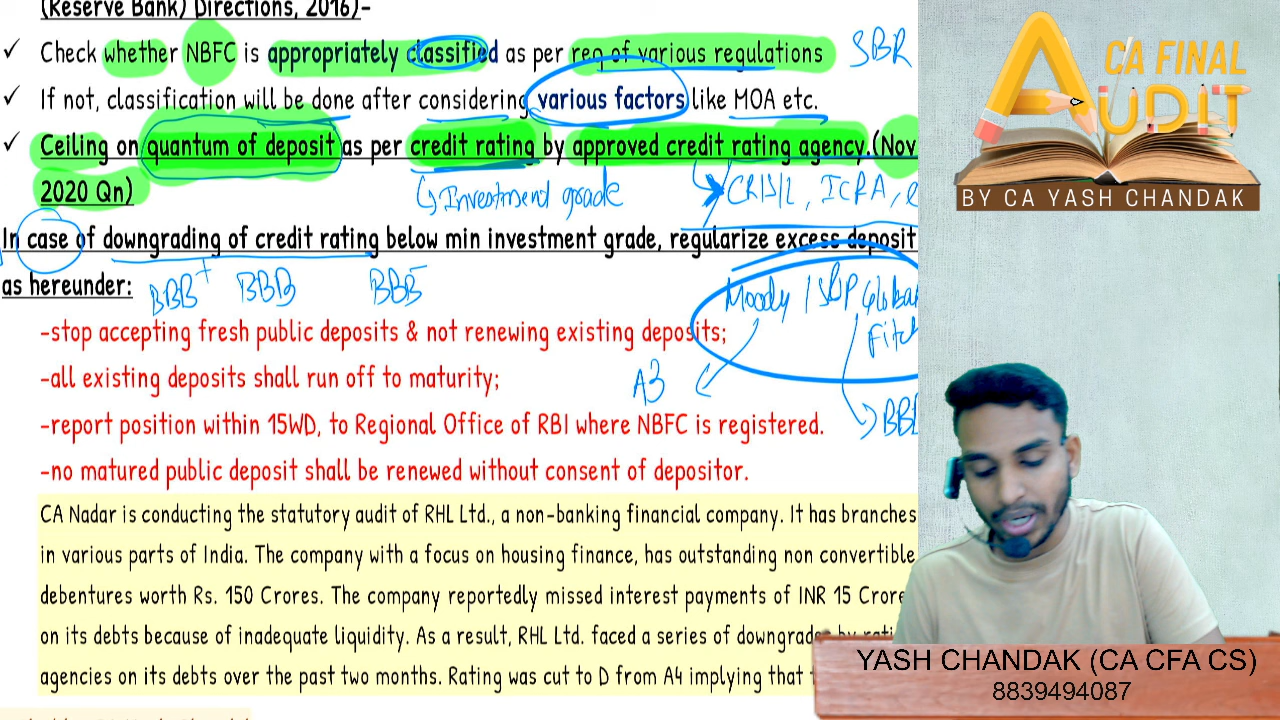 (Reserve Bank) Directions, 2016)-
✓ Check whether NBFC is appropriately classified as per req of various regulations SBR
✓ If not, classification will be done after considering various factors like MOA etc.
✓ Ceiling on quantum of deposit as per credit rating by approved credit rating agency.(Nov
2020 Qn)
Investment grade
CRISIL, ICRA,
In case of downgrading of credit rating below min investment grade, regularize excess deposit
as hereunder:
BBB+ BBB BBB-
Moody / S&P Global
Fitch
-stop accepting fresh public deposits & not renewing existing deposits;
-all existing deposits shall run off to maturity;
A3
-report position within 15WD, to Regional Office of RBI where NBFC is registered.
-no matured public deposit shall be renewed without consent of depositor.
CA Nadar is conducting the statutory audit of RHL Ltd., a non-banking financial company. It has branches
in various parts of India. The company with a focus on housing finance, has outstanding non convertible
debentures worth Rs. 150 Crores. The company reportedly missed interest payments of INR 15 Crore
on its debts because of inadequate liquidity. As a result, RHL Ltd. faced a series of downgrade by
agencies on its debts over the past two months. Rating was cut to D from A4 implying that
CA FINAL
AUDIT
BY CA YASH CHANDAK
YASH CHANDAK (CA CFA CS)
8839494087